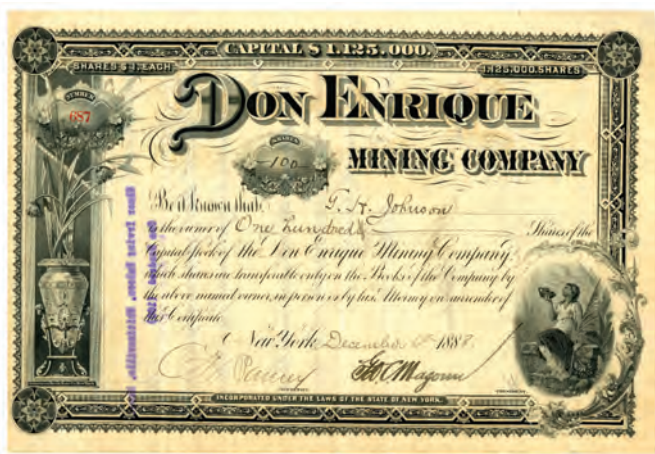 CAPITAL $ 1.125.000.
SHARES $ 1. EACH
1.125.000. SHARES
NUMBER
687
DON ENRIQUE
MINING COMPANY
SHARES
100
Be it known that G. H. Johnson
is the owner of One Hundred Shares of the
Capital stock of the Don Enrique Mining Company,
which shares are transferable only on the Books of the Company by
the above named owner, in person or by his Attorney on surrender of
this Certificate
New York, December 1888.
Geo C Magoun
INCORPORATED UNDER THE LAWS OF THE STATE OF NEW YORK.